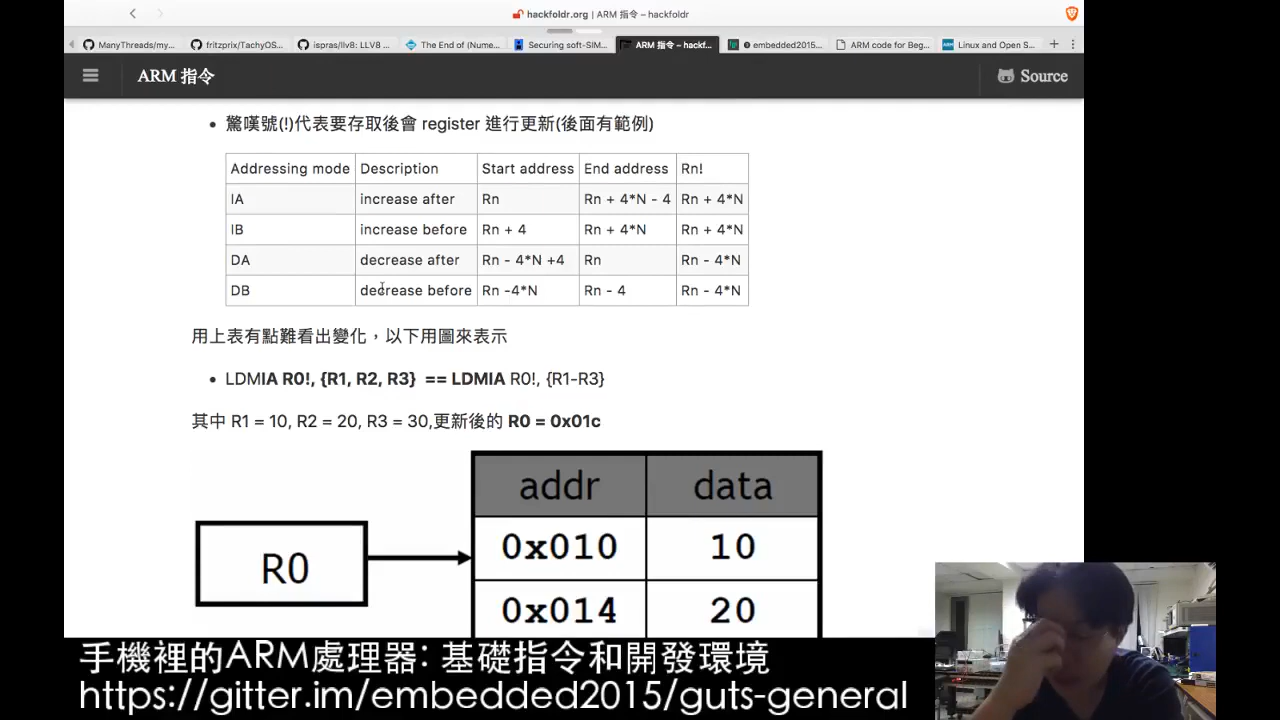 hackfoldr.org | ARM 指令 – hackfoldr
ManyThreads/my... fritzprix/TachyOS... ispras/llv8: LLV8 ... The End of (Nume... Securing soft-SIM... ARM 指令 – hackf... embedded2015... ARM code for Beg... Linux and Open S...
ARM 指令 Source
• 驚嘆號(!)代表要存取後會 register 進行更新(後面有範例)
Addressing mode Description Start address End address Rn!
IA increase after Rn Rn + 4*N - 4 Rn + 4*N
IB increase before Rn + 4 Rn + 4*N Rn + 4*N
DA decrease after Rn - 4*N +4 Rn Rn - 4*N
DB decrease before Rn -4*N Rn - 4 Rn - 4*N
用上表有點難看出變化，以下用圖來表示
• LDMIA R0!, {R1, R2, R3} == LDMIA R0!, {R1-R3}
其中 R1 = 10, R2 = 20, R3 = 30,更新後的 R0 = 0x01c
addr data
R0 0x010 10
0x014 20
手機裡的ARM處理器: 基礎指令和開發環境
https://gitter.im/embedded2015/guts-general